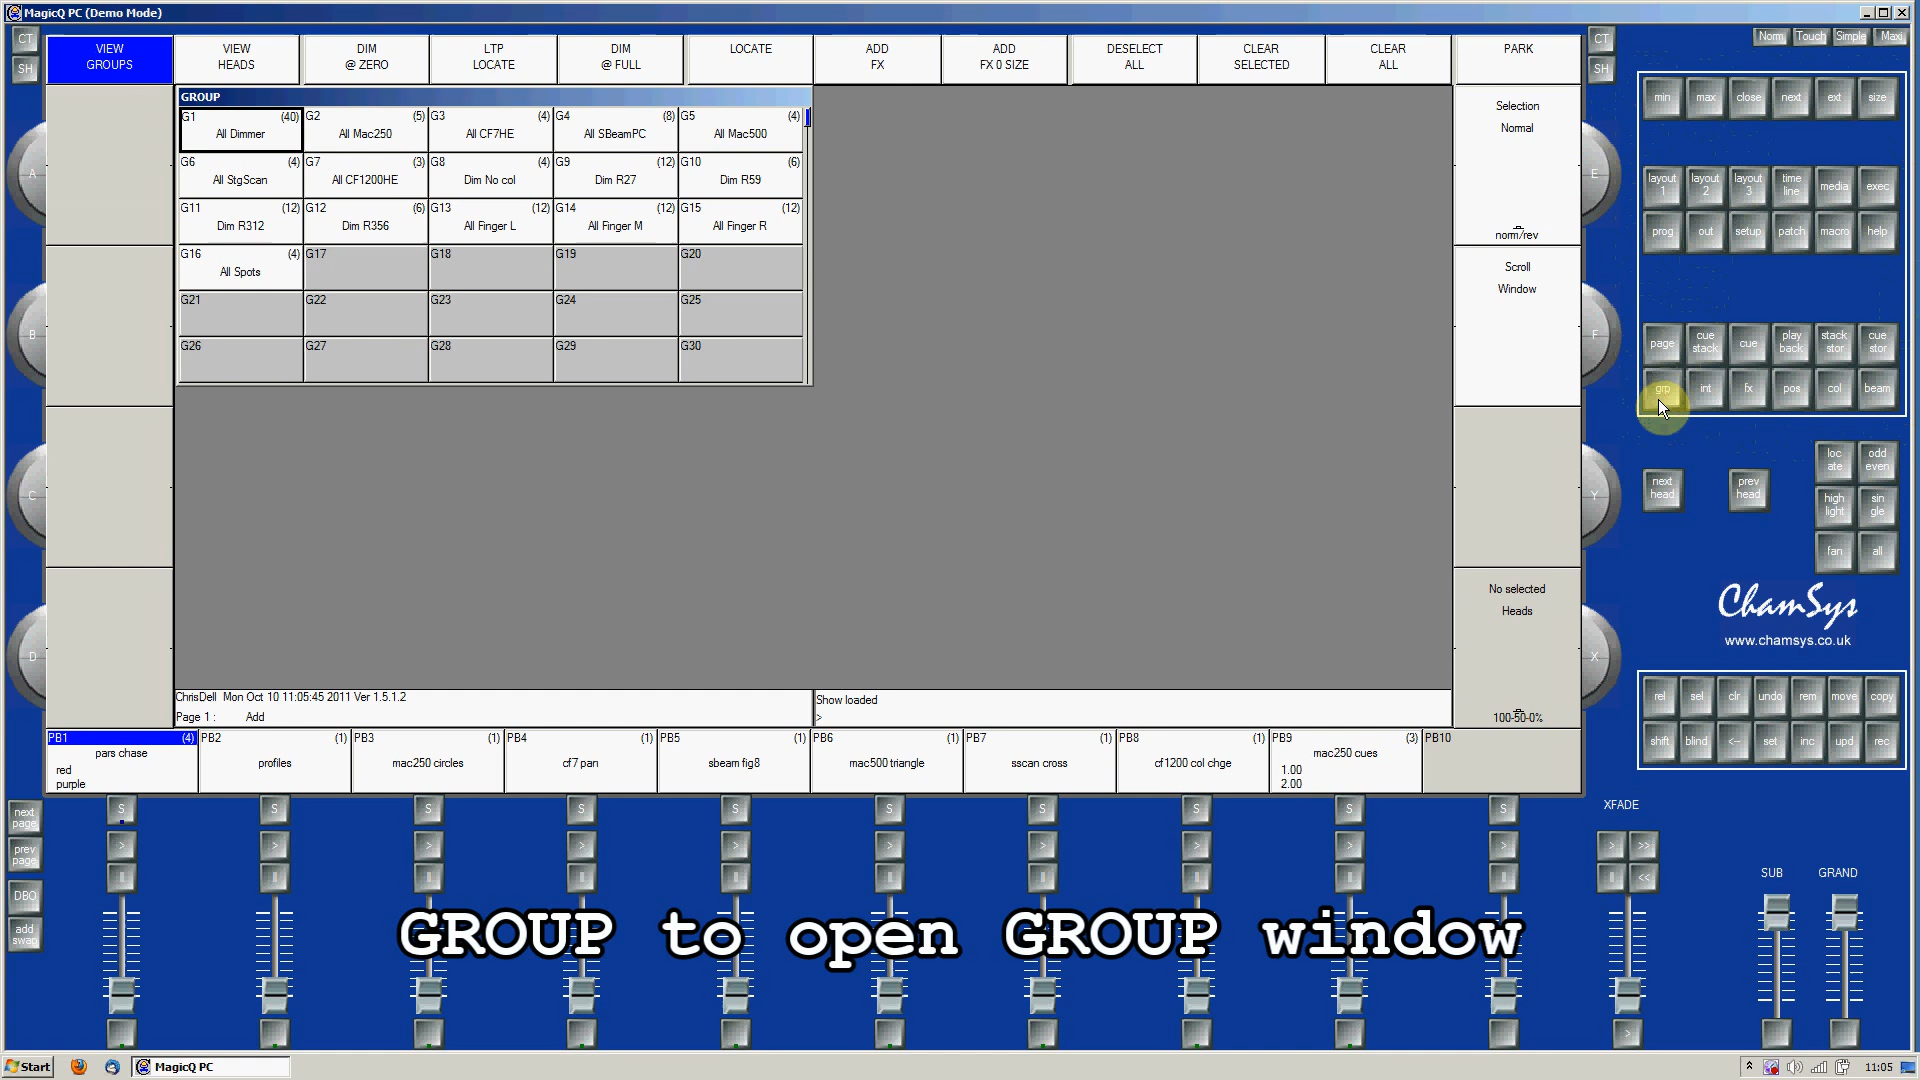 MagicQ PC (Demo Mode)
CT
SH
VIEW GROUPS
VIEW HEADS
DIM @ ZERO
LTP LOCATE
DIM @ FULL
LOCATE
ADD FX
ADD FX 0 SIZE
DESELECT ALL
CLEAR SELECTED
CLEAR ALL
PARK
CT
SH
Norm Touch Simple Maxi
GROUP
G1 (40) All Dimmer
G2 (5) All Mac250
G3 (4) All CF7HE
G4 (8) All SBeamPC
G5 (4) All Mac500
G6 (4) All StgScan
G7 (3) All CF1200HE
G8 (4) Dim No col
G9 (12) Dim R27
G10 (6) Dim R59
G11 (12) Dim R312
G12 (6) Dim R356
G13 (12) All Finger L
G14 (12) All Finger M
G15 (12) All Finger R
G16 (4) All Spots
G17
G18
G19
G20
G21
G22
G23
G24
G25
G26
G27
G28
G29
G30
A
B
C
D
Selection
Normal
norm/rev
Scroll
Window
No selected
Heads
100-50-0%
E
F
Y
X
min max close next ext size
layout 1 layout 2 layout 3 time line media exec
prog out setup patch macro help
page cue stack cue play back stack stor cue stor
grp int fx pos col beam
loc ate odd even
next head prev head high light sin gle
fan all
ChamSys
www.chamsys.co.uk
rel sel clr undo rem move copy
shift blind <-- set inc upd rec
ChrisDell Mon Oct 10 11:05:45 2011 Ver 1.5.1.2
Page 1 : Add
Show loaded
>
PB1 (4)
pars chase
red
purple
PB2 (1)
profiles
PB3 (1)
mac250 circles
PB4 (1)
cf7 pan
PB5 (1)
sbeam fig8
PB6 (1)
mac500 triangle
PB7 (1)
sscan cross
PB8 (1)
cf1200 col chge
PB9 (3)
mac250 cues
1.00
2.00
PB10
next page
prev page
DBO
add swap
S S S S S S S S S S
> > > > > > > > > >
|| || || || || || || || || ||
XFADE
> >>
|| <<
>
SUB GRAND
GROUP to open GROUP window
Start
MagicQ PC
11:05